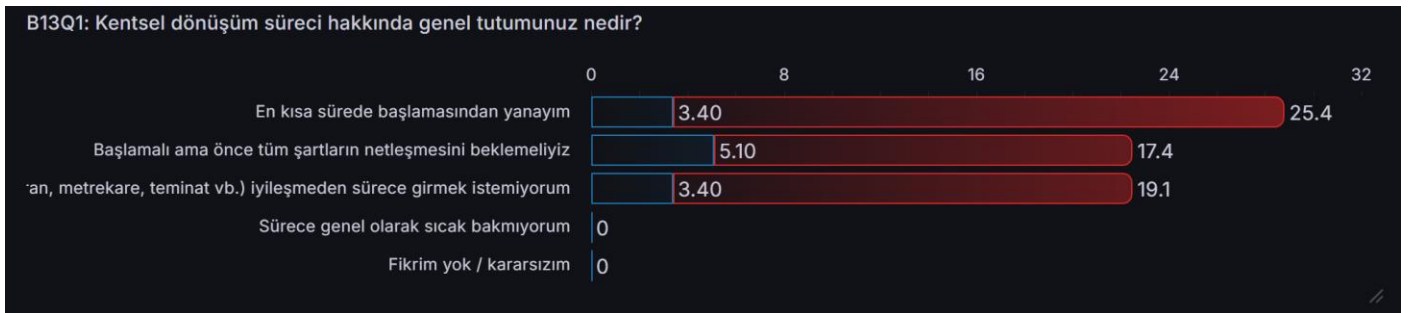 B13Q1: Kentsel dönüşüm süreci hakkında genel tutumunuz nedir?
0 8 16 24 32
En kısa sürede başlamasından yanayım 3.40 25.4
Başlamalı ama önce tüm şartların netleşmesini beklemeliyiz 5.10 17.4
an, metrekare, teminat vb.) iyileşmeden sürece girmek istemiyorum 3.40 19.1
Sürece genel olarak sıcak bakmıyorum 0
Fikrim yok / kararsızım 0